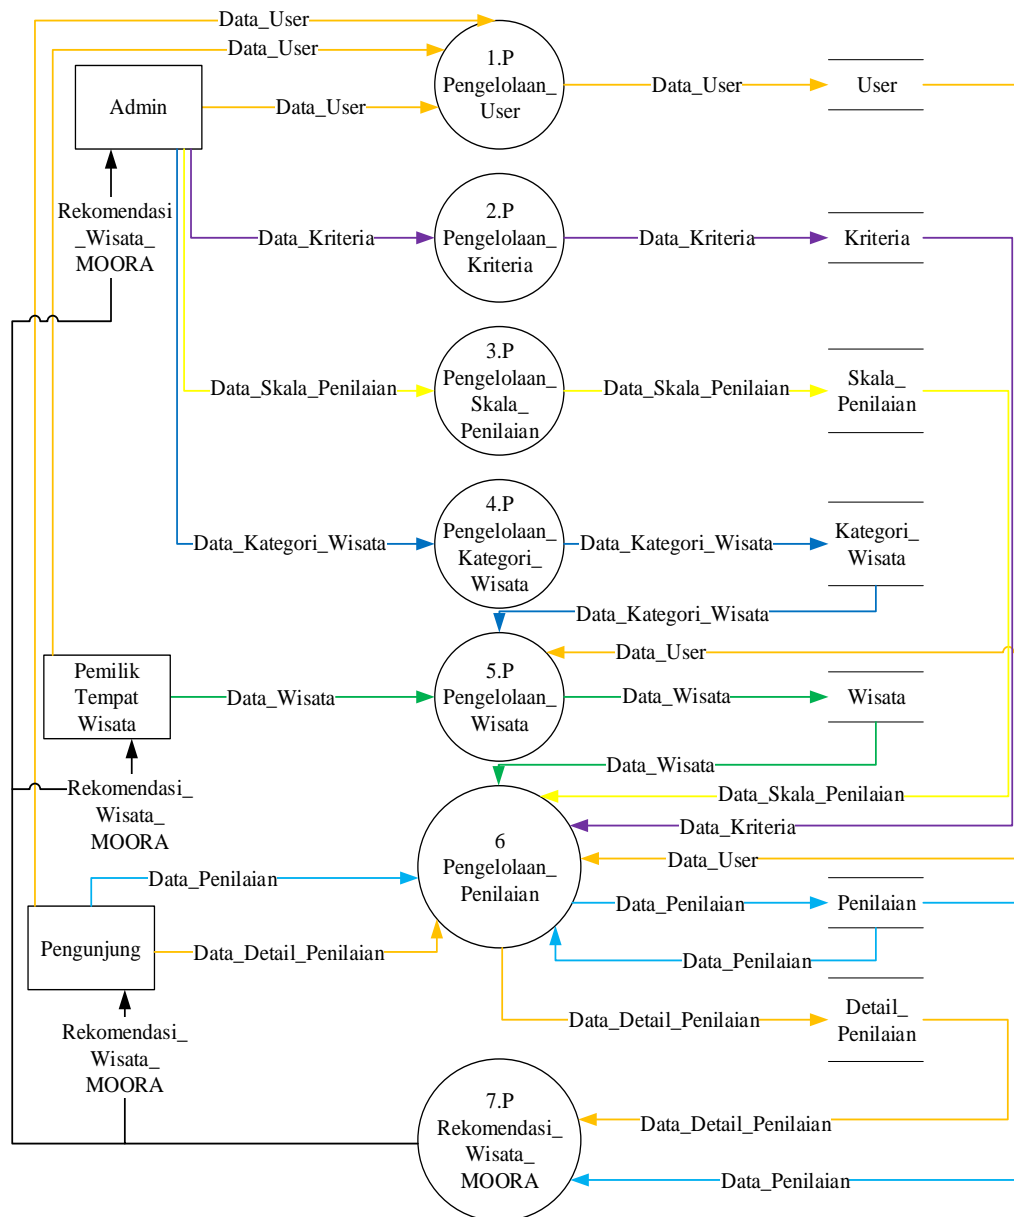 Data_User
Data_User
Admin
Data_User
1.P
Pengelolaan_
User
Data_User
User
Rekomendasi
_Wisata_
MOORA
Data_Kriteria
2.P
Pengelolaan_
Kriteria
Data_Kriteria
Kriteria
Data_Skala_Penilaian
3.P
Pengelolaan_
Skala_
Penilaian
Data_Skala_Penilaian
Skala_
Penilaian
Data_Kategori_Wisata
4.P
Pengelolaan_
Kategori_
Wisata
Data_Kategori_Wisata
Kategori_
Wisata
Data_Kategori_Wisata
Data_User
Pemilik
Tempat
Wisata
Data_Wisata
5.P
Pengelolaan_
Wisata
Data_Wisata
Wisata
Data_Wisata
Rekomendasi_
Wisata_
MOORA
Data_Skala_Penilaian
Data_Kriteria
6
Pengelolaan_
Penilaian
Data_User
Data_Penilaian
Data_Penilaian
Penilaian
Pengunjung
Data_Detail_Penilaian
Data_Penilaian
Data_Detail_Penilaian
Detail_
Penilaian
Rekomendasi_
Wisata_
MOORA
7.P
Rekomendasi_
Wisata_
MOORA
Data_Detail_Penilaian
Data_Penilaian